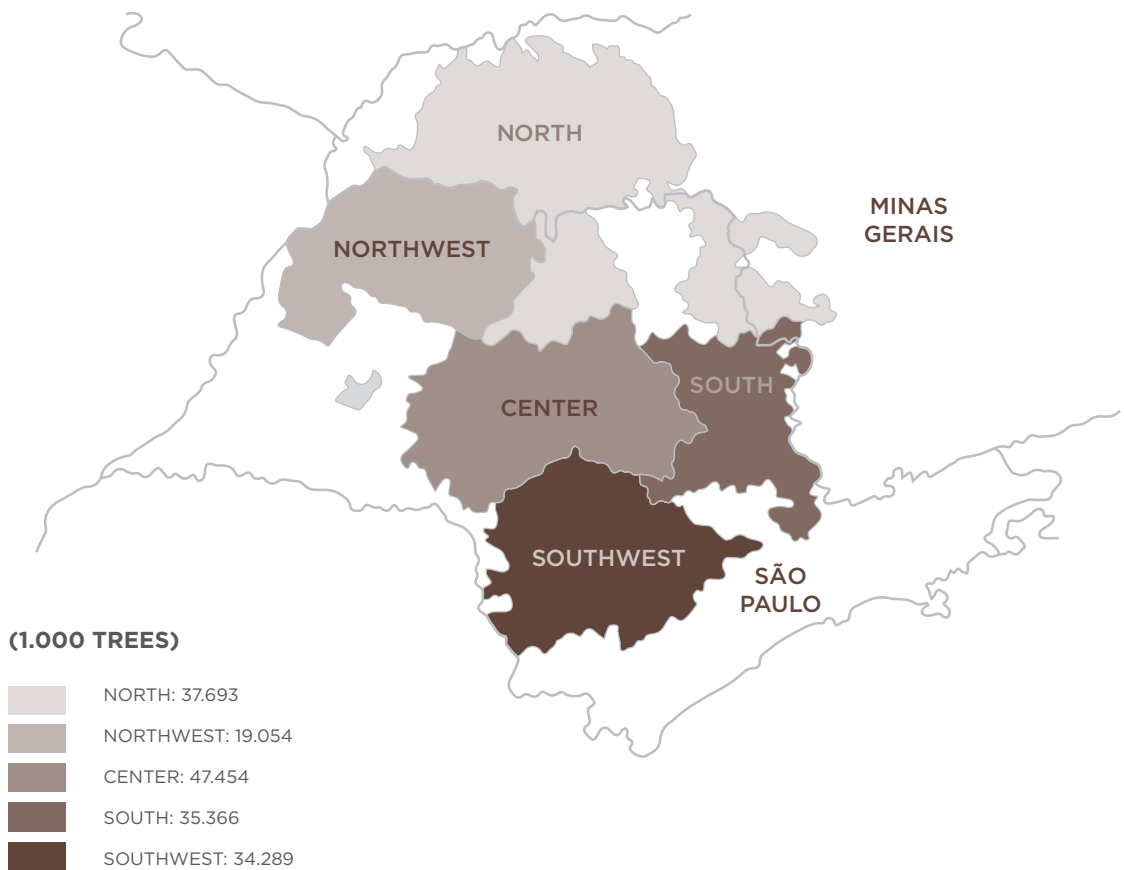 NORTH
MINAS
GERAIS
NORTHWEST
SOUTH
CENTER
SOUTHWEST
SÃO
PAULO
(1.000 TREES)
NORTH: 37.693
NORTHWEST: 19.054
CENTER: 47.454
SOUTH: 35.366
SOUTHWEST: 34.289